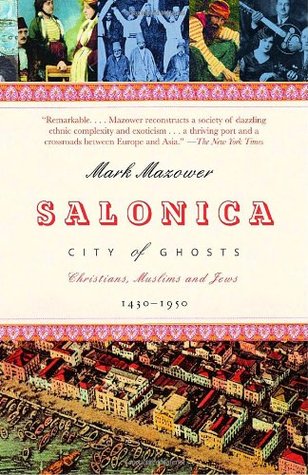 "Remarkable. . . . Mazower reconstructs a society of dazzling
ethnic complexity and exoticism . . . a thriving port and a
crossroads between Europe and Asia." —The New York Times
Mark Mazower
SALONICA
CITY of GHOSTS
Christians, Muslims and Jews
1430–1950